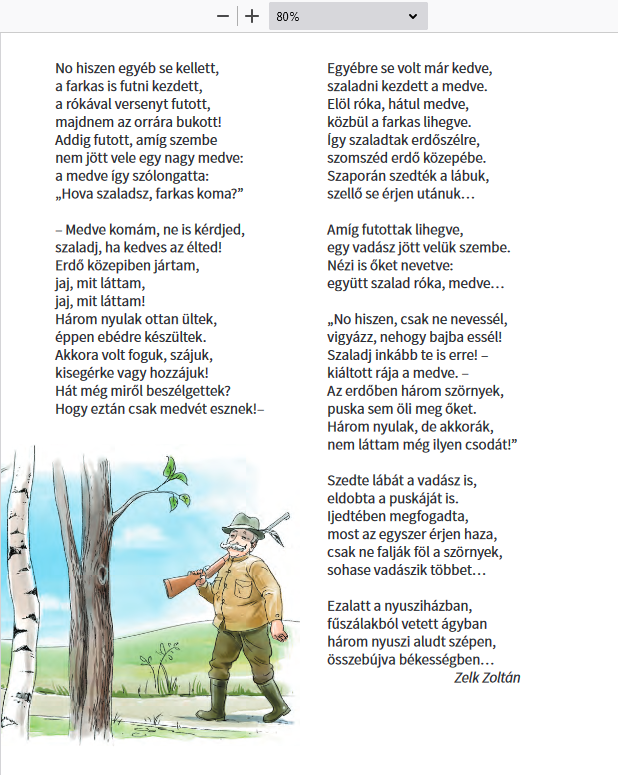 80%
No hiszen egyéb se kellett,
a farkas is futni kezdett,
a rókával versenyt futott,
majdnem az orrára bukott!
Addig futott, amíg szembe
nem jött vele egy nagy medve:
a medve így szólongatta:
„Hova szaladsz, farkas koma?”
– Medve komám, ne is kérdjed,
szaladj, ha kedves az élted!
Erdő közepiben jártam,
jaj, mit láttam,
jaj, mit láttam!
Három nyulak ottan ültek,
éppen ebédre készültek.
Akkora volt foguk, szájuk,
kisegérke vagy hozzájuk!
Hát még miről beszélgettek?
Hogy eztán csak medvét esznek!–
Egyébre se volt már kedve,
szaladni kezdett a medve.
Elöl róka, hátul medve,
közbül a farkas lihegve.
Így szaladtak erdőszélre,
szomszéd erdő közepébe.
Szaporán szedték a lábuk,
szellő se érjen utánuk…
Amíg futottak lihegve,
egy vadász jött velük szembe.
Nézi is őket nevetve:
együtt szalad róka, medve…
„No hiszen, csak ne nevessél,
vigyázz, nehogy bajba essél!
Szaladj inkább te is erre! –
kiáltott rája a medve. –
Az erdőben három szörnyek,
puska sem öli meg őket.
Három nyulak, de akkorák,
nem láttam még ilyen csodát!”
Szedte lábát a vadász is,
eldobta a puskáját is.
Ijedtében megfogadta,
most az egyszer érjen haza,
csak ne falják föl a szörnyek,
sohase vadászik többet…
Ezalatt a nyusziházban,
fűszálakból vetett ágyban
három nyuszi aludt szépen,
összebújva békességben…
Zelk Zoltán